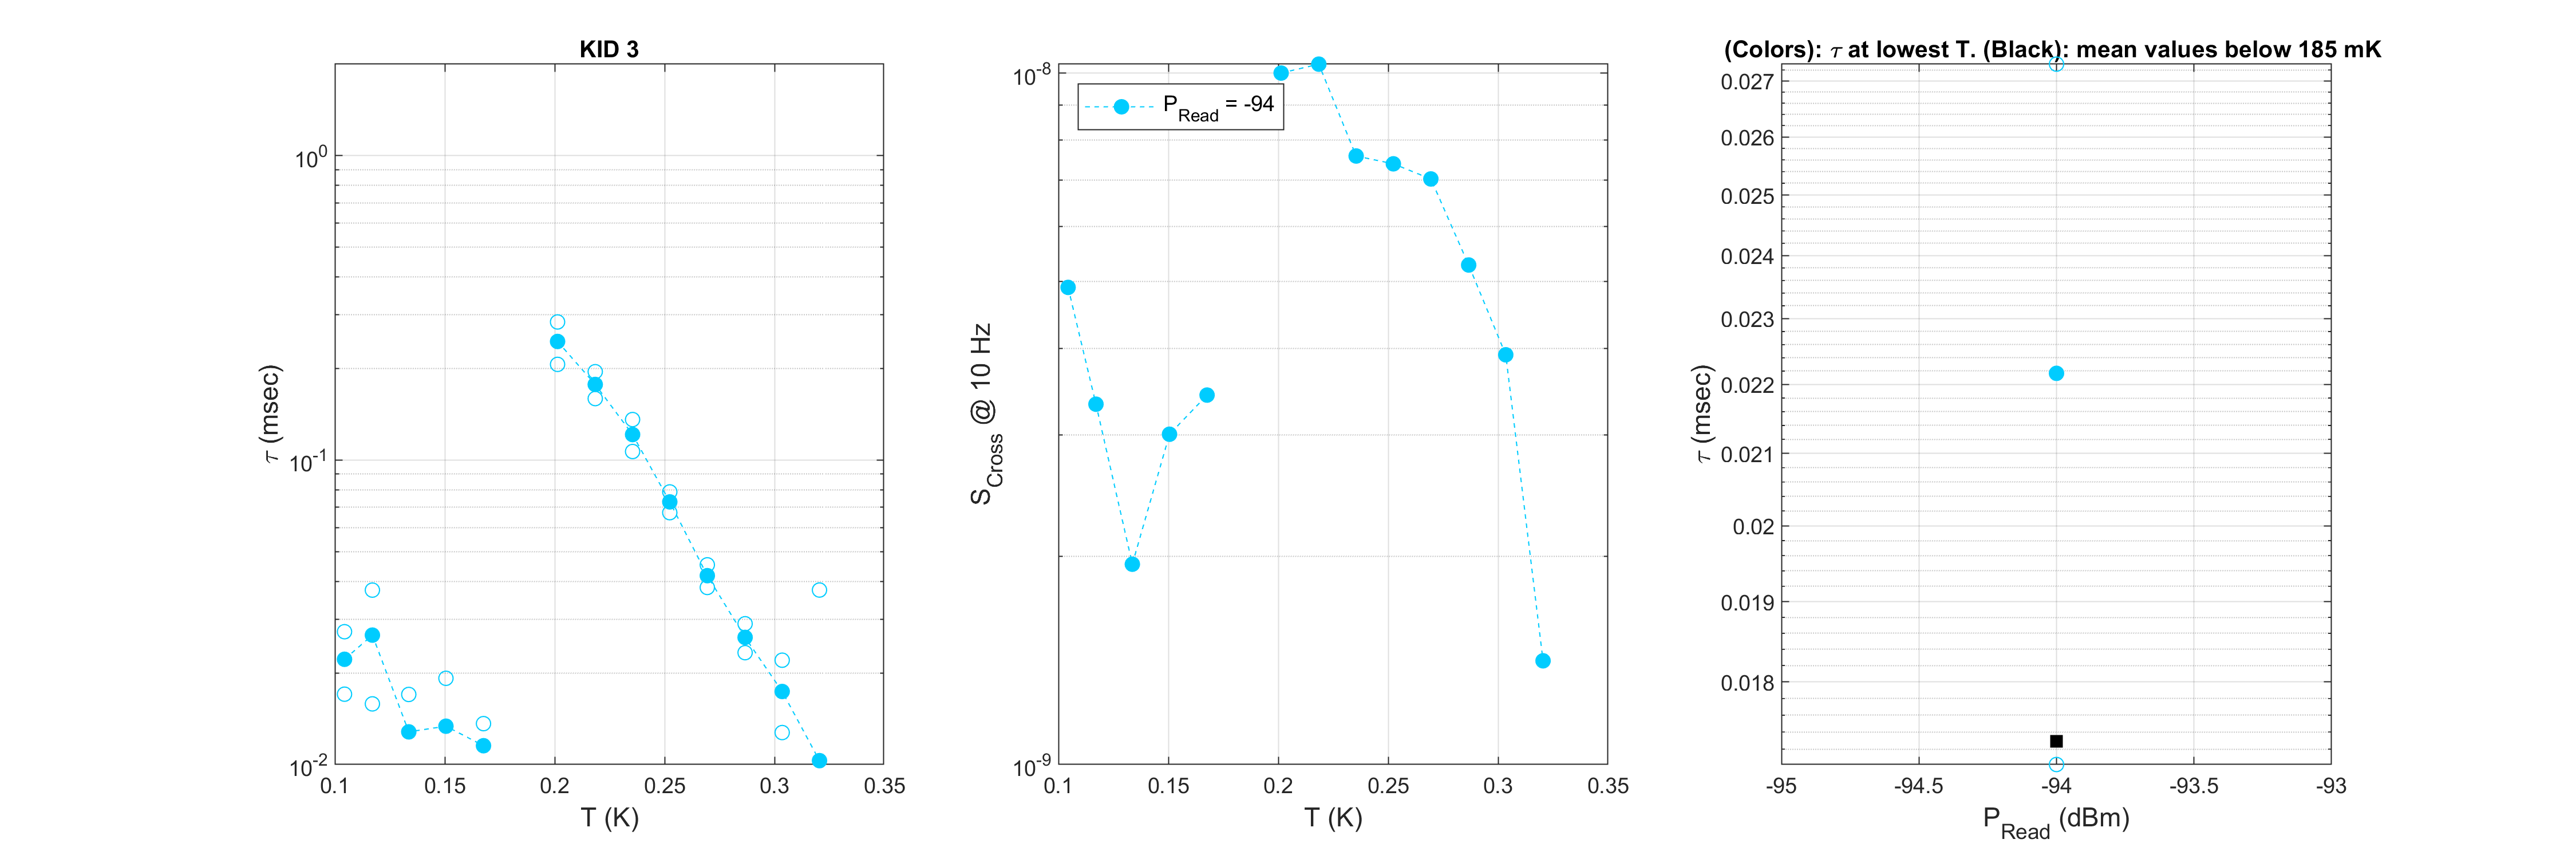 KID 3
10^0
10^-1
10^-2
τ (msec)
0.1 0.15 0.2 0.25 0.3 0.35
T (K)
10^-8
10^-9
P_Read = -94
S_Cross @ 10 Hz
0.1 0.15 0.2 0.25 0.3 0.35
T (K)
(Colors): τ at lowest T. (Black): mean values below 185 mK
0.027
0.026
0.025
0.024
0.023
0.022
0.021
0.02
0.019
0.018
τ (msec)
-95 -94.5 -94 -93.5 -93
P_Read (dBm)